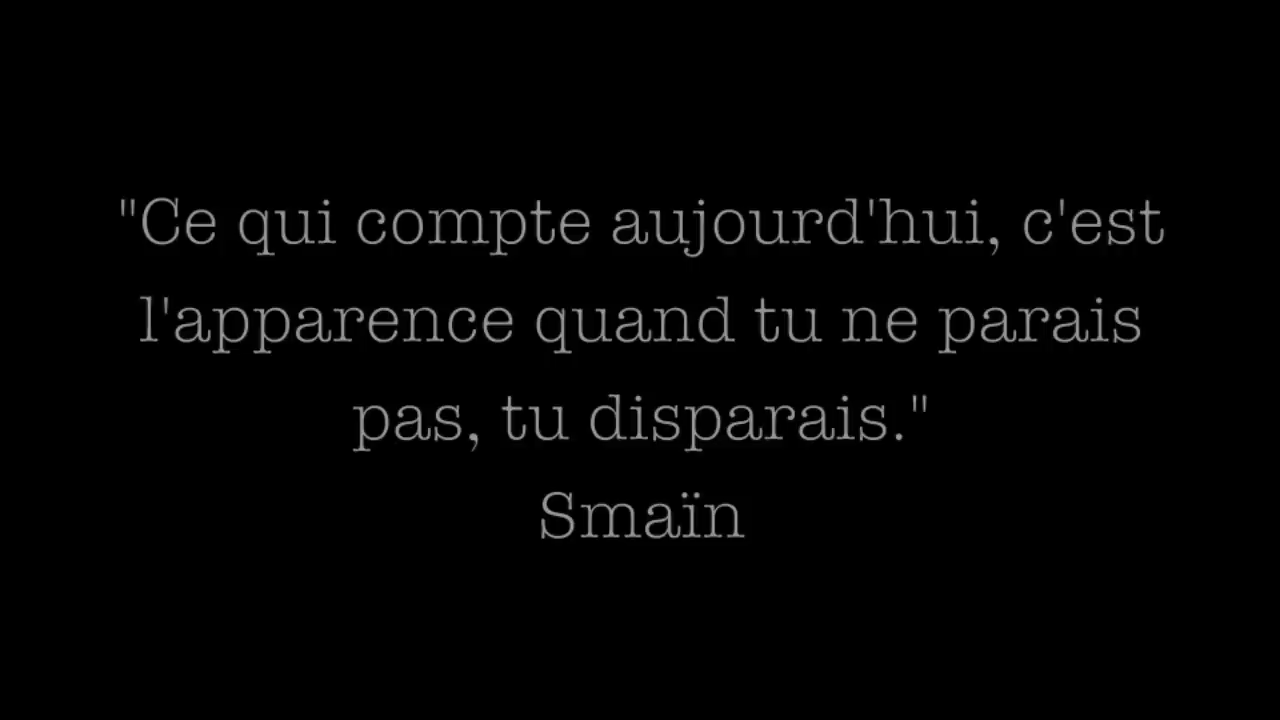 "Ce qui compte aujourd'hui, c'est
l'apparence quand tu ne parais
pas, tu disparais."
Smaïn